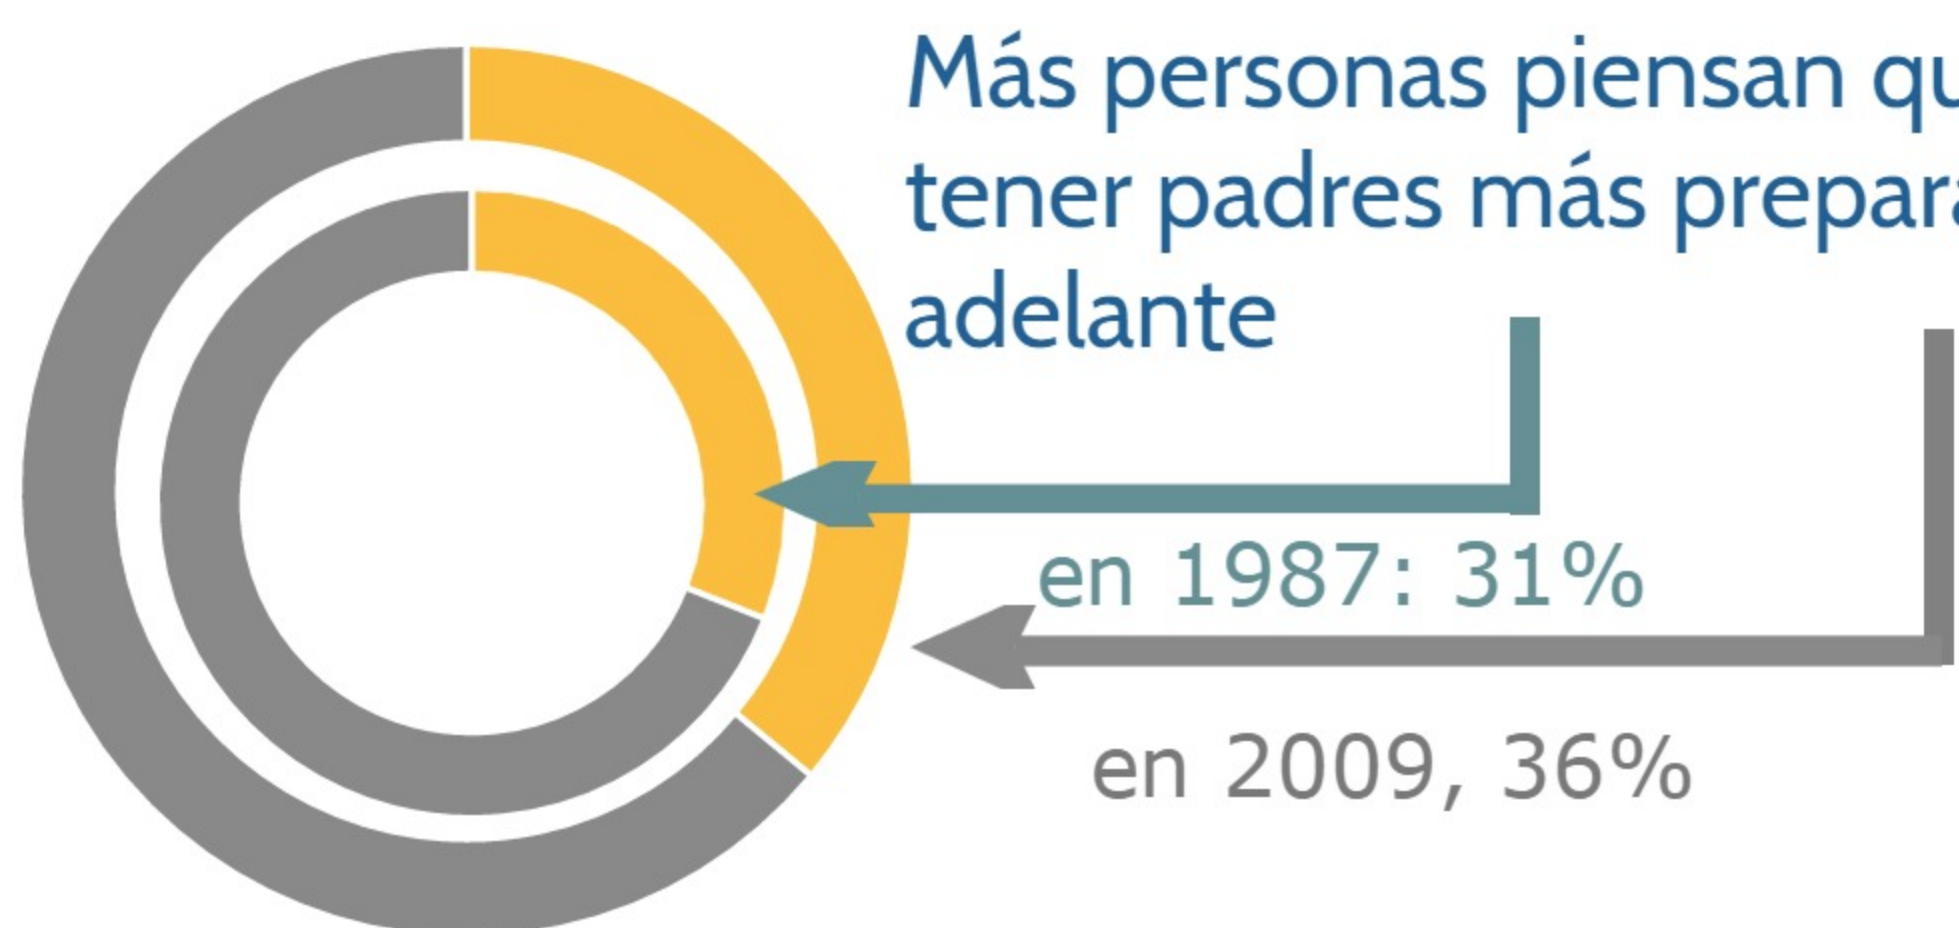 Más personas piensan
tener padres más
adelante
en 1987: 31%
en 2009, 36%